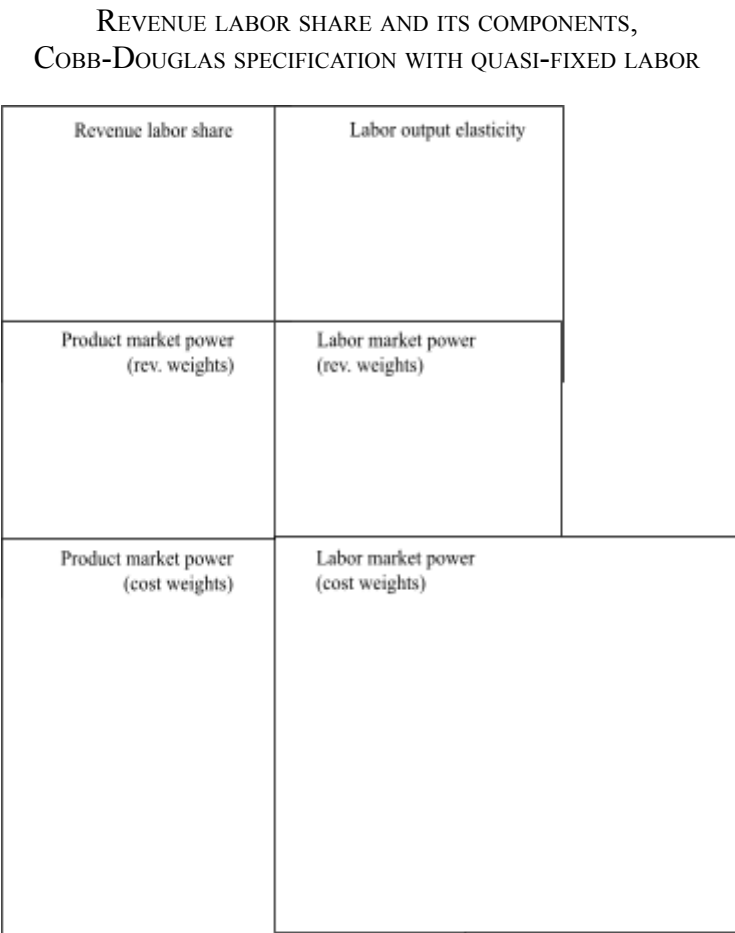 REVENUE LABOR SHARE AND ITS COMPONENTS,
COBB-DOUGLAS SPECIFICATION WITH QUASI-FIXED LABOR
Revenue labor share
Labor output elasticity
Product market power
(rev. weights)
Labor market power
(rev. weights)
Product market power
(cost weights)
Labor market power
(cost weights)